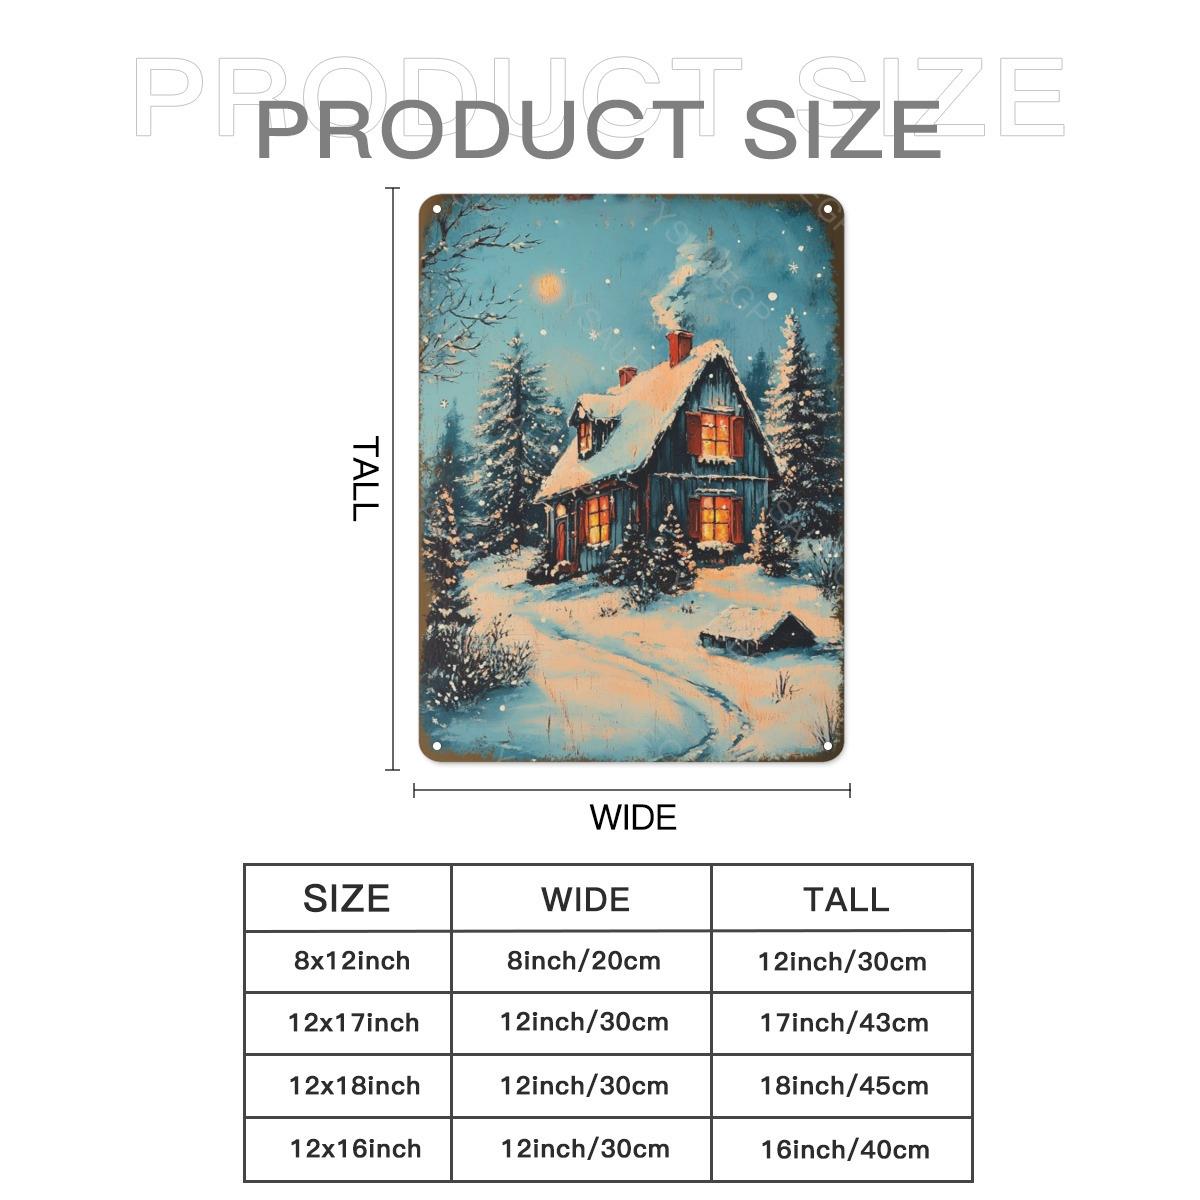 PRODUCT SIZE
PRODUCT SIZE
TALL
WIDE
SIZE WIDE TALL
8x12inch 8inch/20cm 12inch/30cm
12x17inch 12inch/30cm 17inch/43cm
12x18inch 12inch/30cm 18inch/45cm
12x16inch 12inch/30cm 16inch/40cm